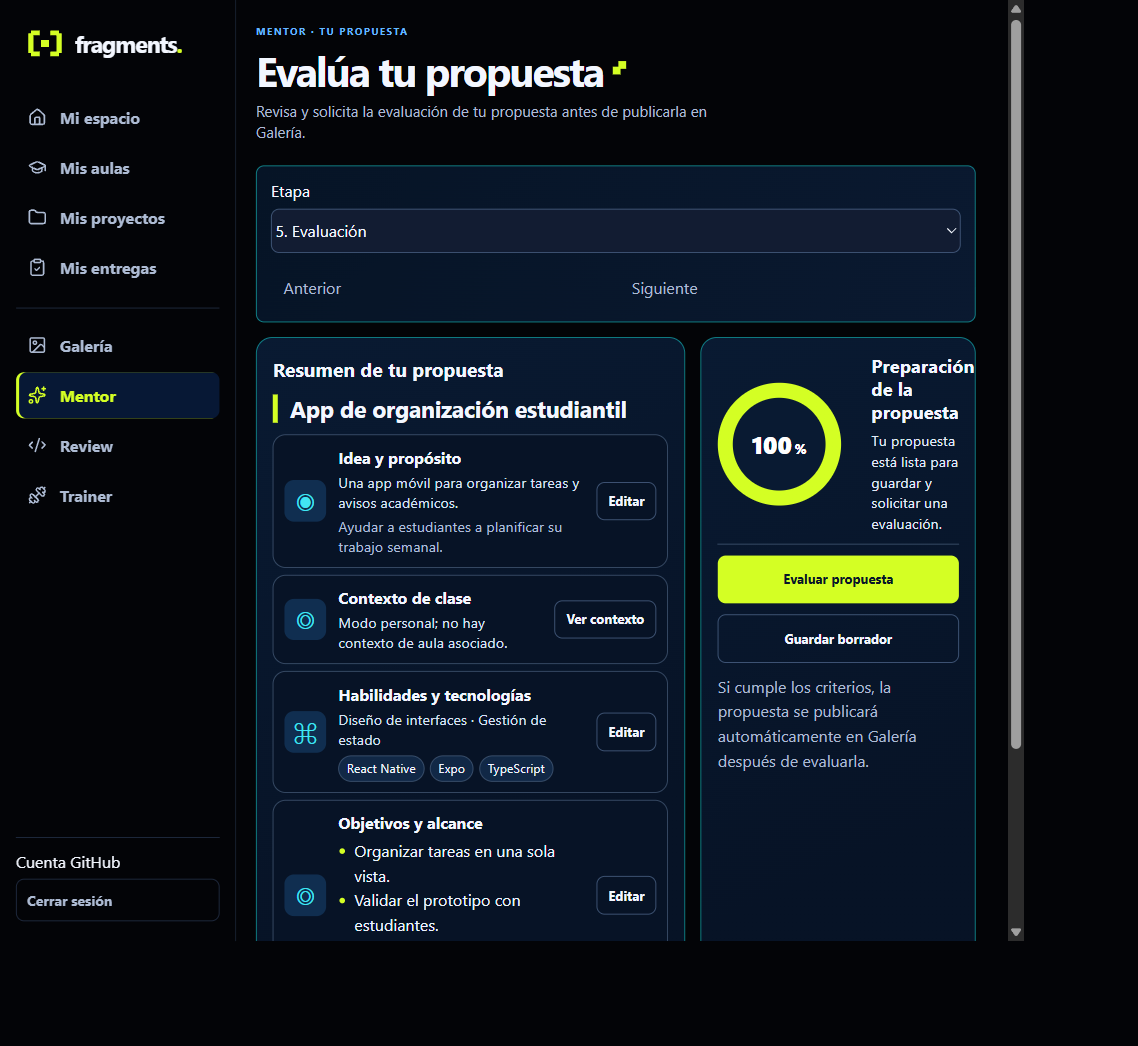 fragments.
Mi espacio
Mis aulas
Mis proyectos
Mis entregas
Galería
Mentor
Review
Trainer
Cuenta GitHub
Cerrar sesión
MENTOR · TU PROPUESTA
Evalúa tu propuesta
Revisa y solicita la evaluación de tu propuesta antes de publicarla en
Galería.
Etapa
5. Evaluación
Anterior
Siguiente
Resumen de tu propuesta
App de organización estudiantil
Idea y propósito
Una app móvil para organizar tareas y
avisos académicos.
Ayudar a estudiantes a planificar su
trabajo semanal.
Editar
Contexto de clase
Modo personal; no hay
contexto de aula asociado.
Ver contexto
Habilidades y tecnologías
Diseño de interfaces · Gestión de
estado
React Native
Expo
TypeScript
Editar
Objetivos y alcance
Organizar tareas en una sola
vista.
Validar el prototipo con
estudiantes.
Editar
100 %
Preparación
de la
propuesta
Tu propuesta
está lista para
guardar y
solicitar una
evaluación.
Evaluar propuesta
Guardar borrador
Si cumple los criterios, la
propuesta se publicará
automáticamente en Galería
después de evaluarla.